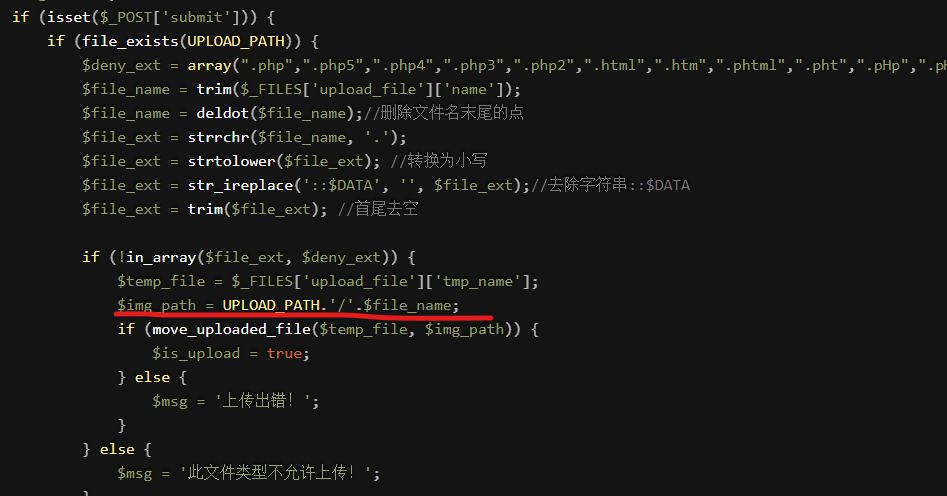 if (isset($_POST['submit'])) {
if (file_exists(UPLOAD_PATH)) {
$deny_ext = array(".php",".php5",".php4",".php3",".php2",".html",".htm",".phtml",".pht",".pHp",".pH
$file_name = trim($_FILES['upload_file']['name']);
$file_name = deldot($file_name);//删除文件名末尾的点
$file_ext = strrchr($file_name, '.');
$file_ext = strtolower($file_ext); //转换为小写
$file_ext = str_ireplace('::$DATA', '', $file_ext);//去除字符串::$DATA
$file_ext = trim($file_ext); //首尾去空
if (!in_array($file_ext, $deny_ext)) {
$temp_file = $_FILES['upload_file']['tmp_name'];
$img_path = UPLOAD_PATH.'/'.$file_name;
if (move_uploaded_file($temp_file, $img_path)) {
$is_upload = true;
} else {
$msg = '上传出错！';
}
} else {
$msg = '此文件类型不允许上传！';